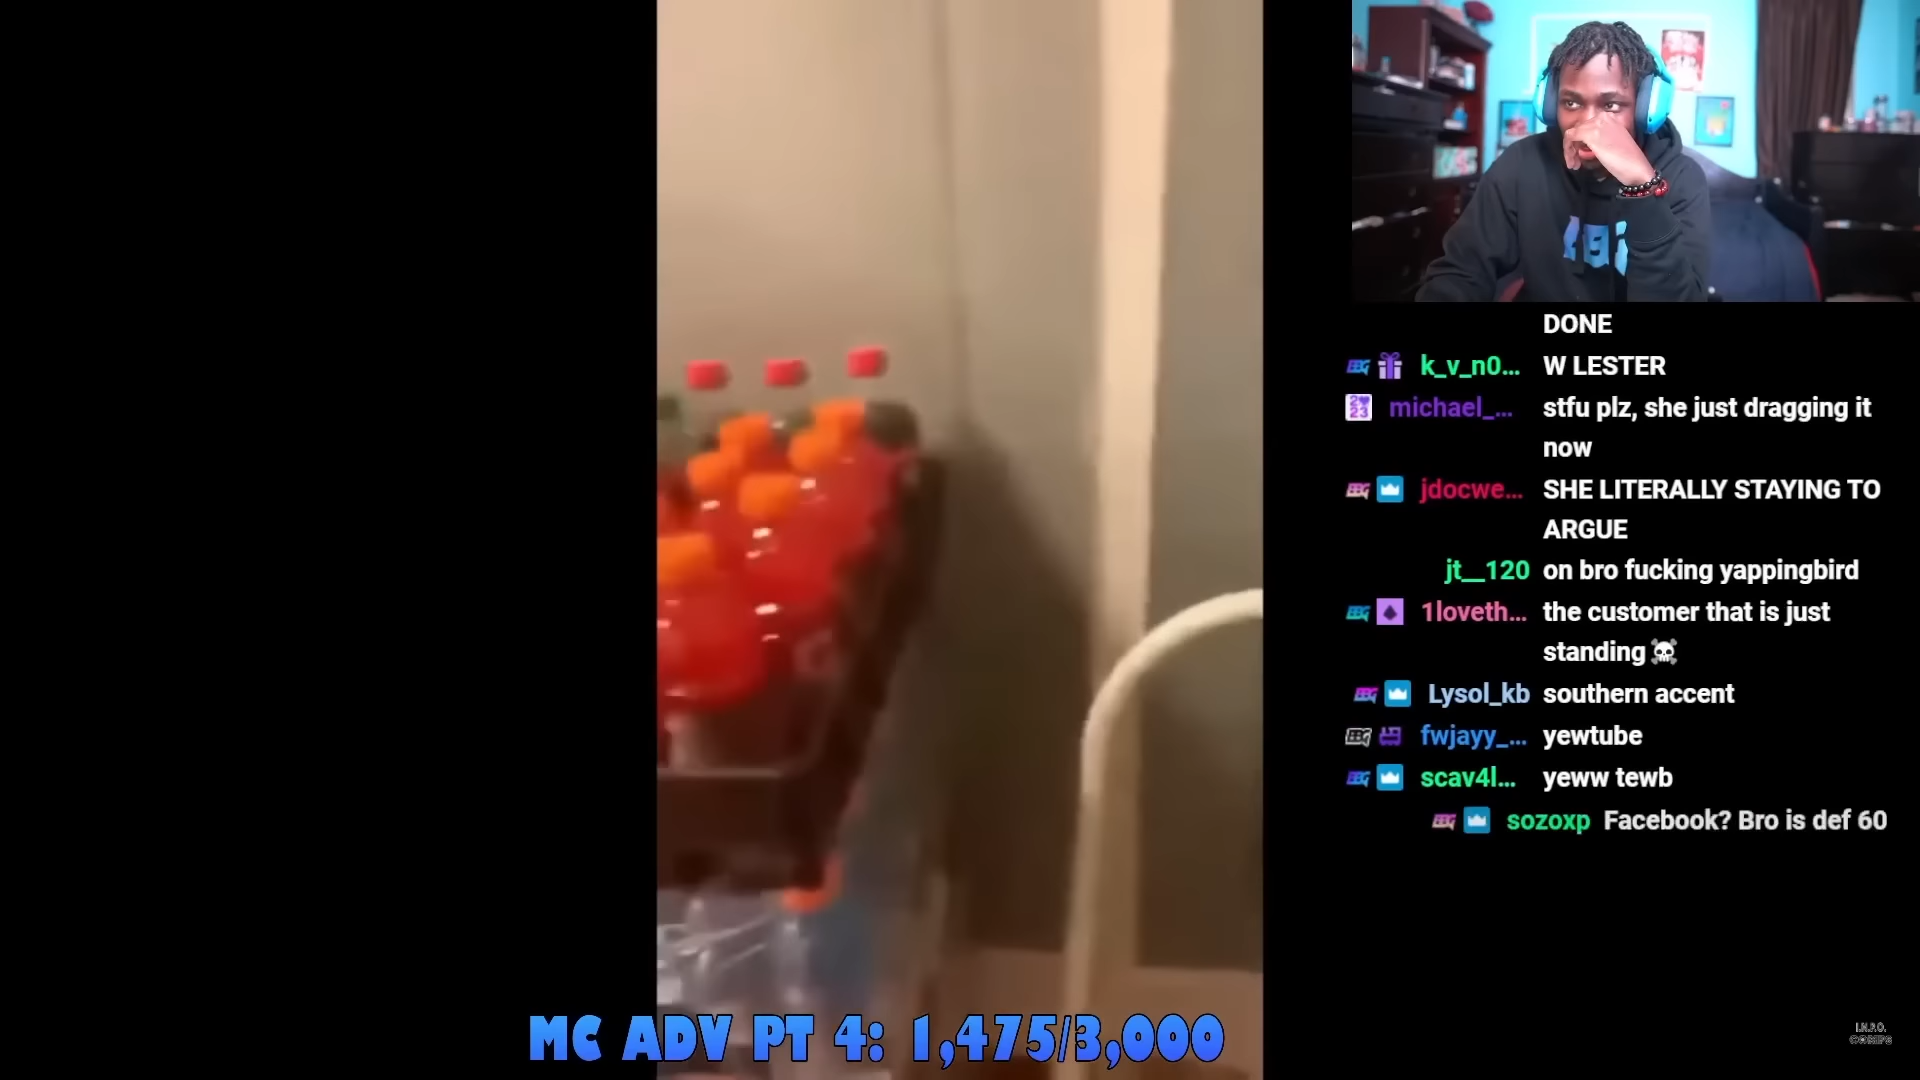 DONE
k_v_n0... W LESTER
michael_... stfu plz, she just dragging it
now
jdocwe... SHE LITERALLY STAYING TO
ARGUE
jt__120 on bro fucking yappingbird
1loveth... the customer that is just
standing☠
Lysol_kb southern accent
fwjayy_... yewtube
scav4l... yeww tewb
sozoxp Facebook? Bro is def 60
MC ADV PT 4: 1,475/3,000